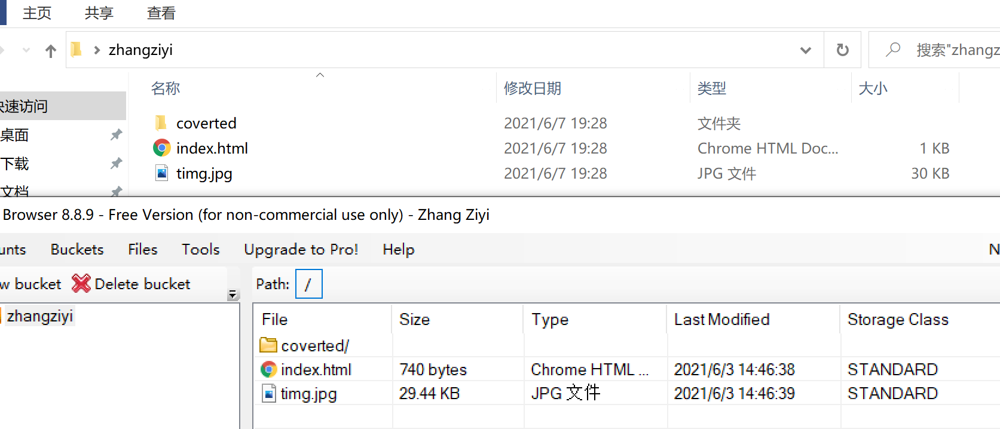 主页 共享 查看
zhangziyi 搜索"zhangz
名称 修改日期 类型 大小
快速访问
coverted 2021/6/7 19:28 文件夹
桌面
index.html 2021/6/7 19:28 Chrome HTML Doc... 1 KB
下载
timg.jpg 2021/6/7 19:28 JPG 文件 30 KB
文档
Browser 8.8.9 - Free Version (for non-commercial use only) - Zhang Ziyi
unts Buckets Files Tools Upgrade to Pro! Help N
w bucket Delete bucket Path: /
zhangziyi
File Size Type Last Modified Storage Class
coverted/
index.html 740 bytes Chrome HTML ... 2021/6/3 14:46:38 STANDARD
timg.jpg 29.44 KB JPG 文件 2021/6/3 14:46:39 STANDARD